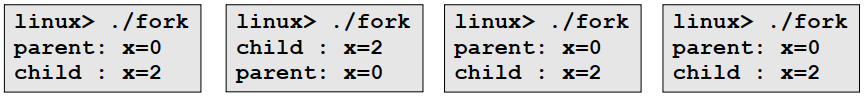 linux> ./fork
parent: x=0
child : x=2
linux> ./fork
child : x=2
parent: x=0
linux> ./fork
parent: x=0
child : x=2
linux> ./fork
parent: x=0
child : x=2